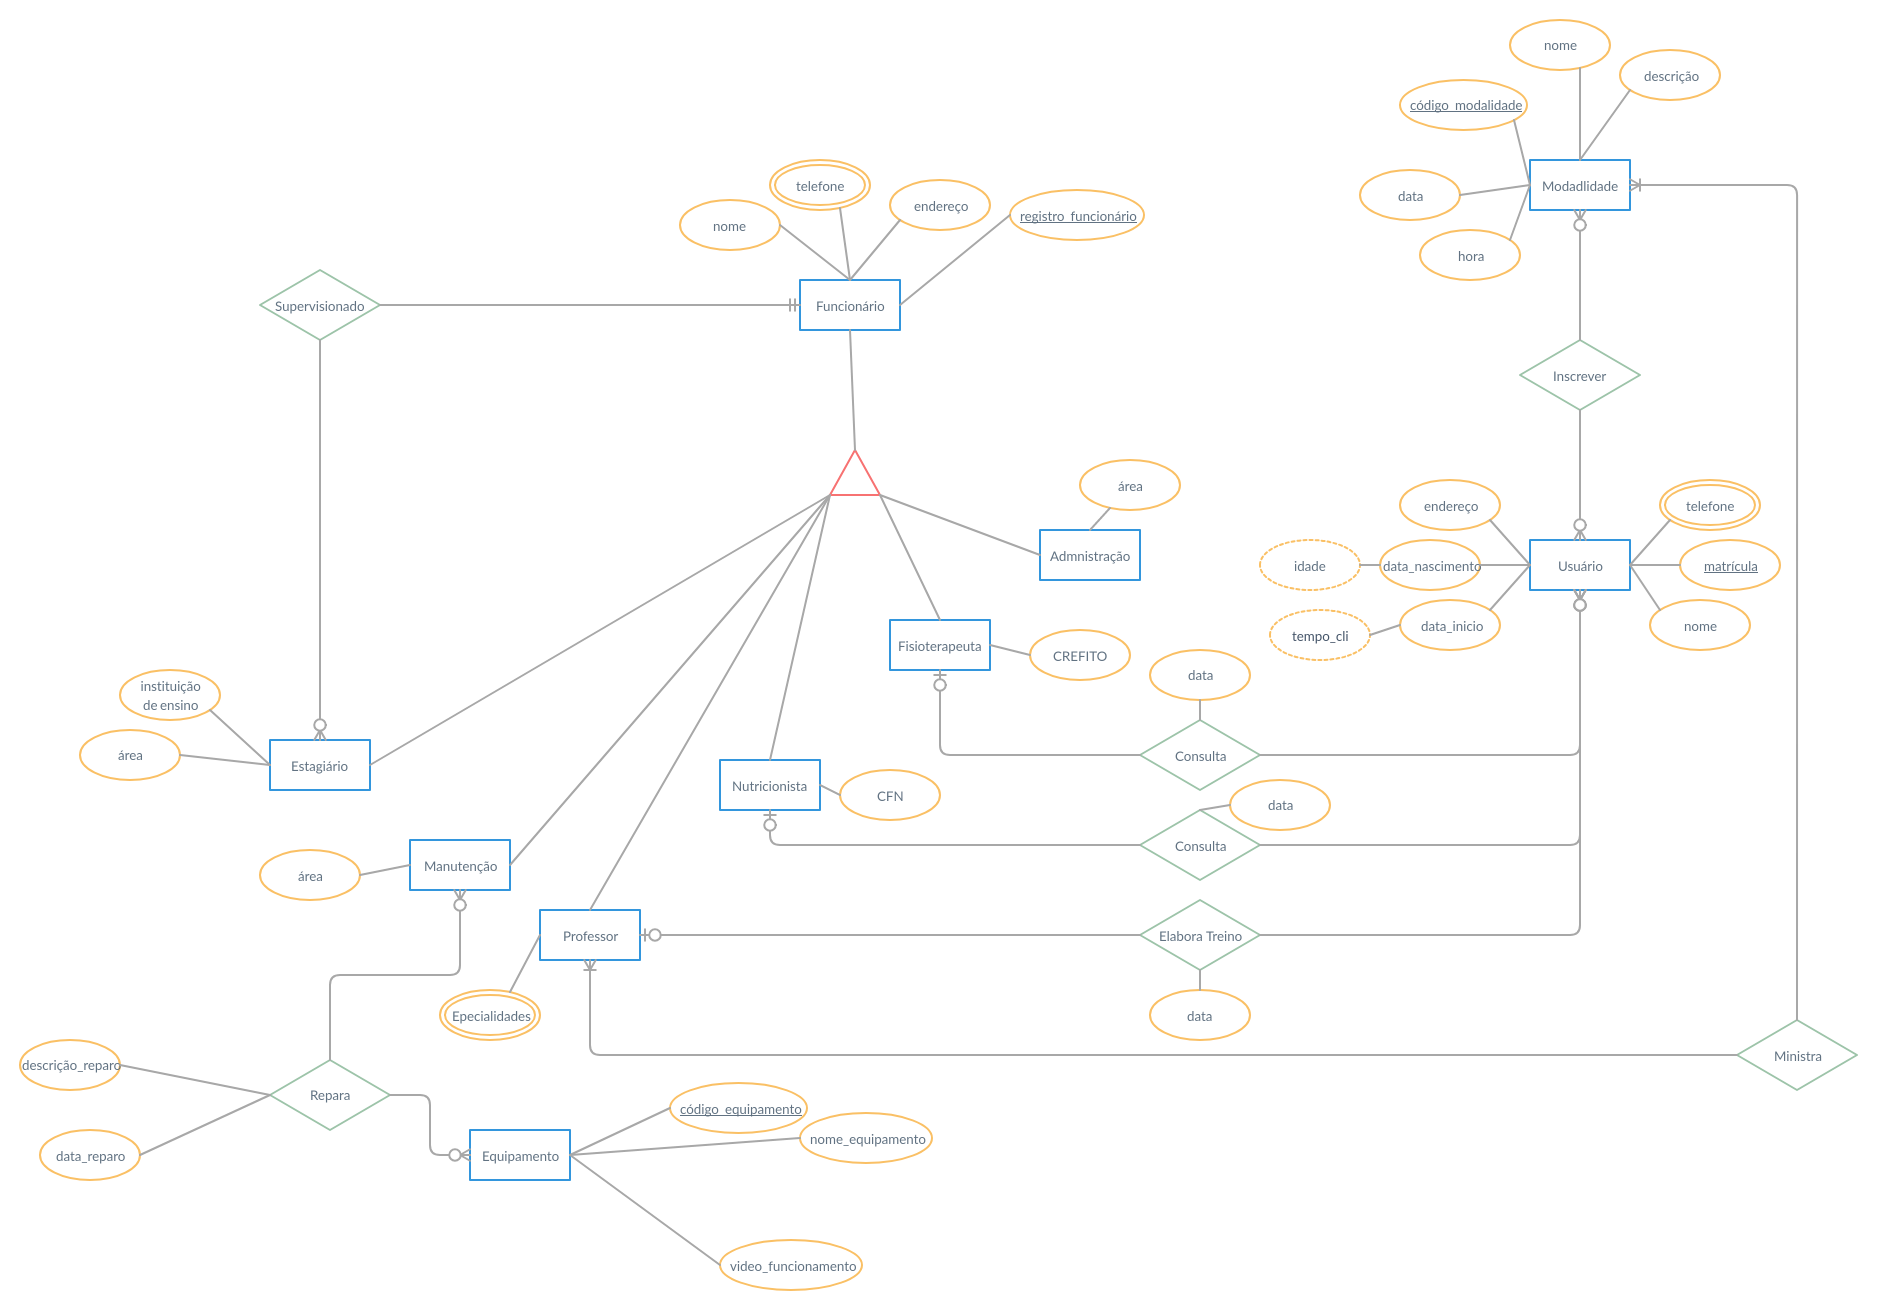 nome
descrição
código_modalidade
Modadlidade
data
hora
telefone
endereço
registro_funcionário
nome
Supervisionado
Funcionário
Inscrever
área
Admnistração
endereço
telefone
idade
data_nascimento
Usuário
matrícula
tempo_cli
data_inicio
nome
Fisioterapeuta
CREFITO
data
instituição
de ensino
área
Estagiário
Consulta
Nutricionista
CFN
data
Consulta
Manutenção
área
Professor
Elabora Treino
Epecialidades
data
Ministra
descrição_reparo
Repara
data_reparo
código_equipamento
nome_equipamento
Equipamento
video_funcionamento